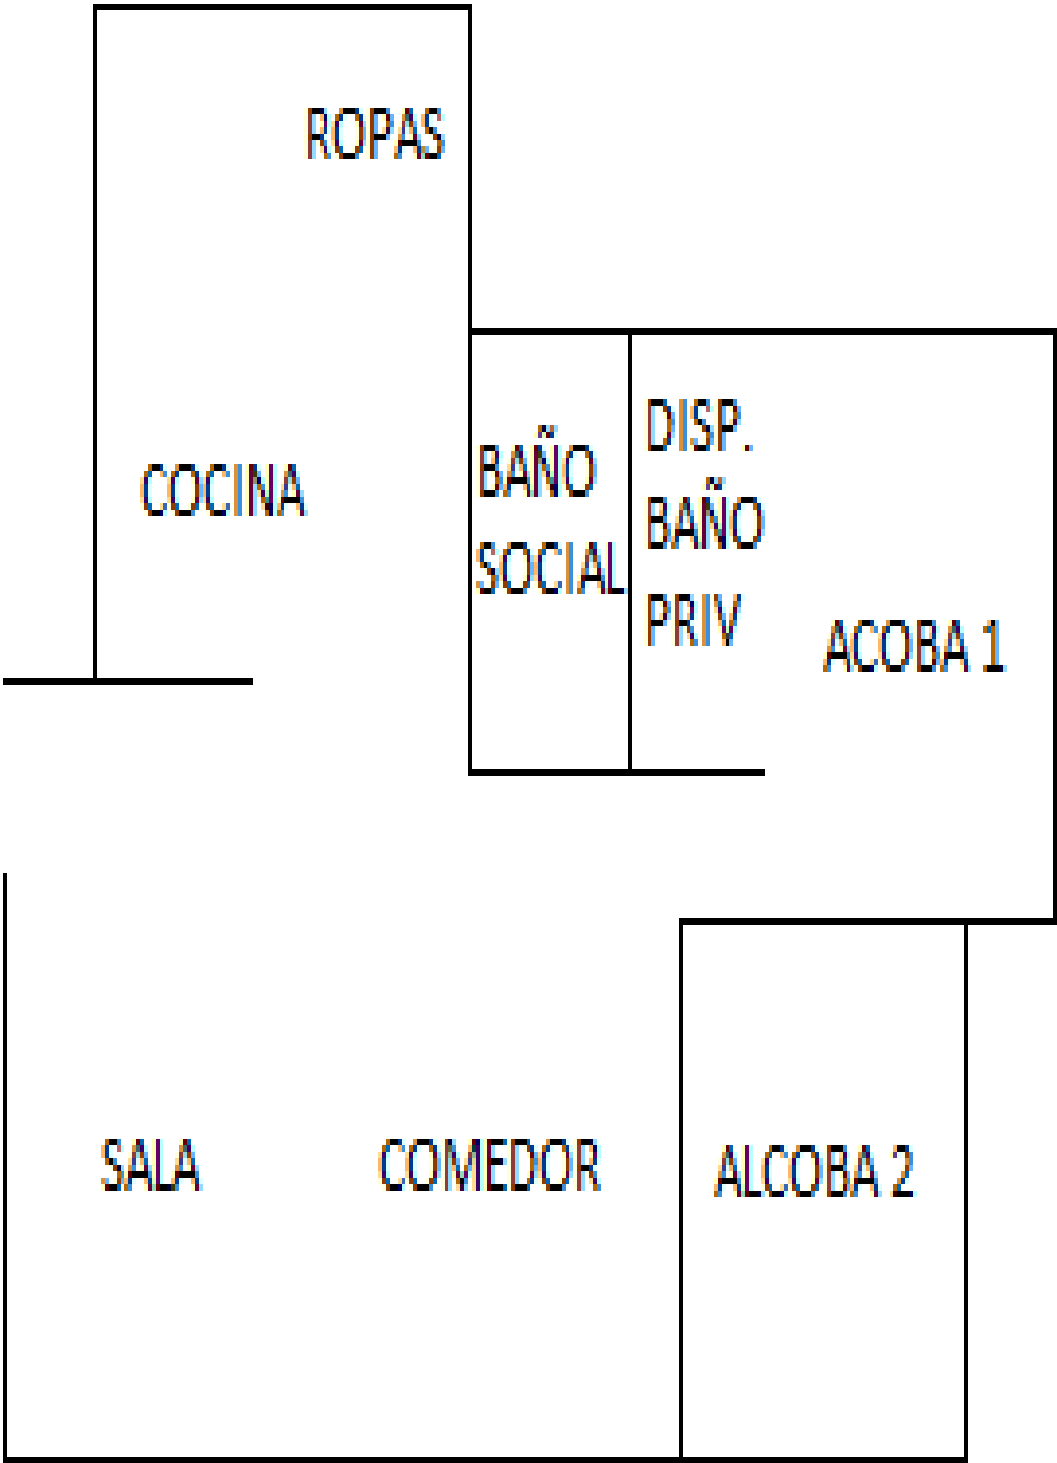 ROPAS
COCINA
BAÑO
SOCIAL
DISP.
BAÑO
PRIV
ACOBA 1
SALA
COMEDOR
ALCOBA 2